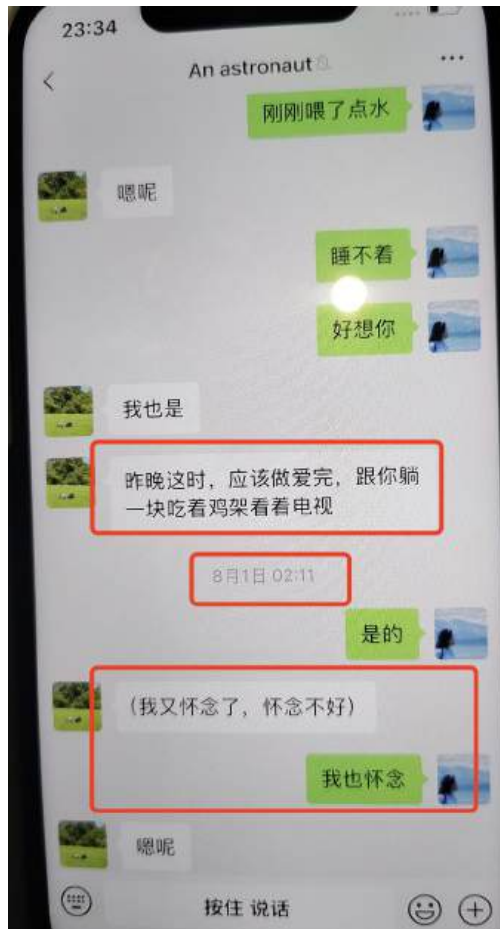 23:34
An astronaut
刚刚喂了点水
嗯呢
睡不着
好想你
我也是
昨晚这时，应该做爱完，跟你躺
一块吃着鸡架看着电视
8月1日 02:11
是的
（我又怀念了，怀念不好）
我也怀念
嗯呢
按住 说话